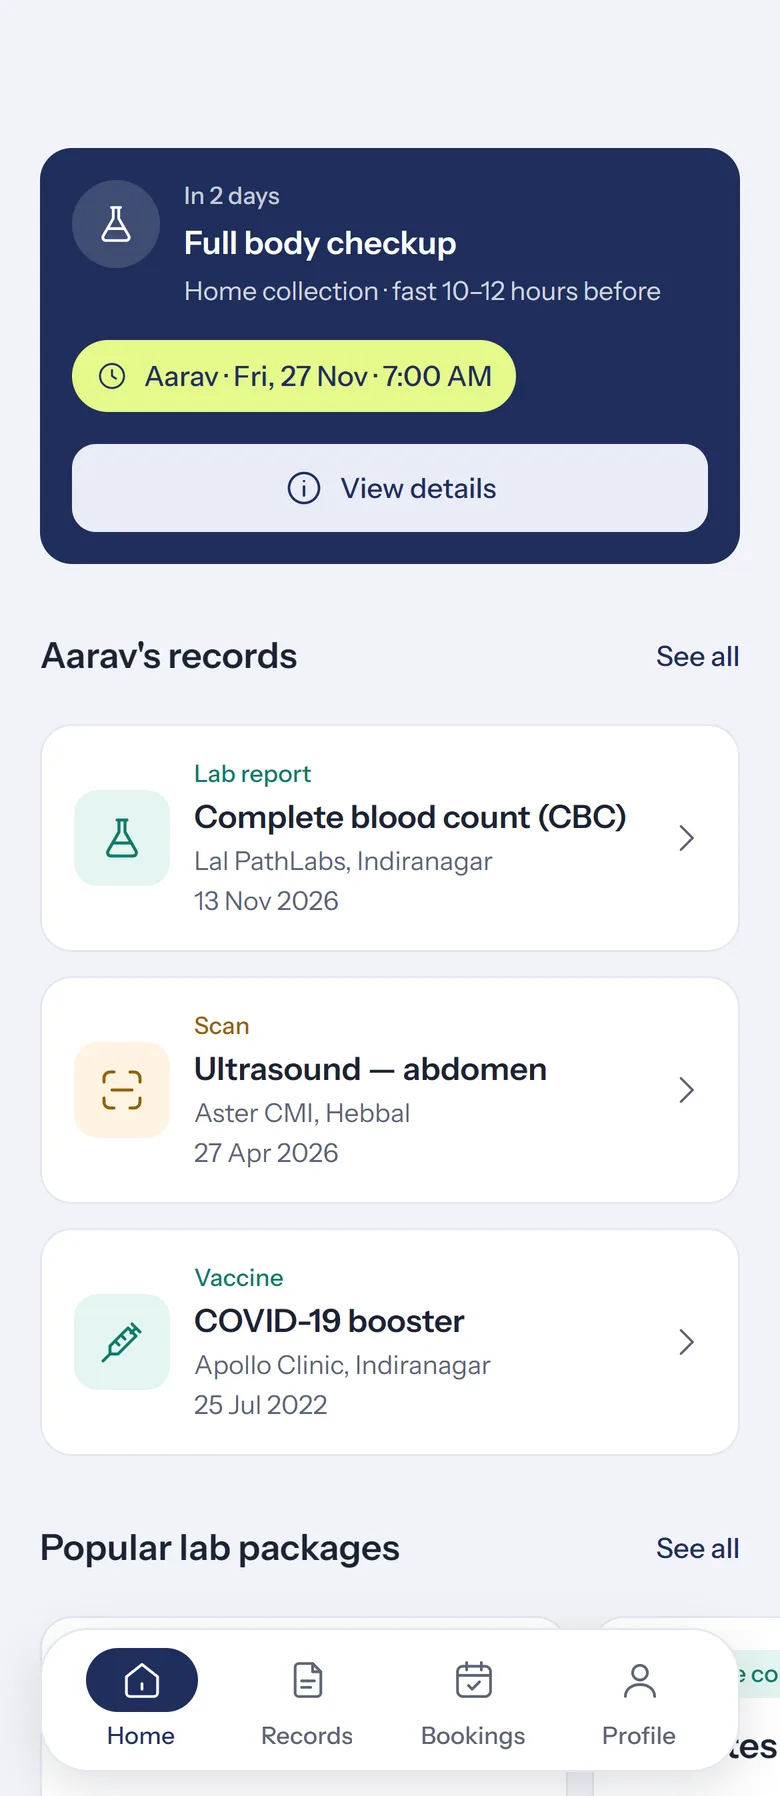 In 2 days
Full body checkup
Home collection · fast 10–12 hours before
Aarav · Fri, 27 Nov · 7:00 AM
View details
Aarav's records
See all
Lab report
Complete blood count (CBC)
Lal PathLabs, Indiranagar
13 Nov 2026
Scan
Ultrasound — abdomen
Aster CMI, Hebbal
27 Apr 2026
Vaccine
COVID-19 booster
Apollo Clinic, Indiranagar
25 Jul 2022
Popular lab packages
See all
Home
Records
Bookings
Profile